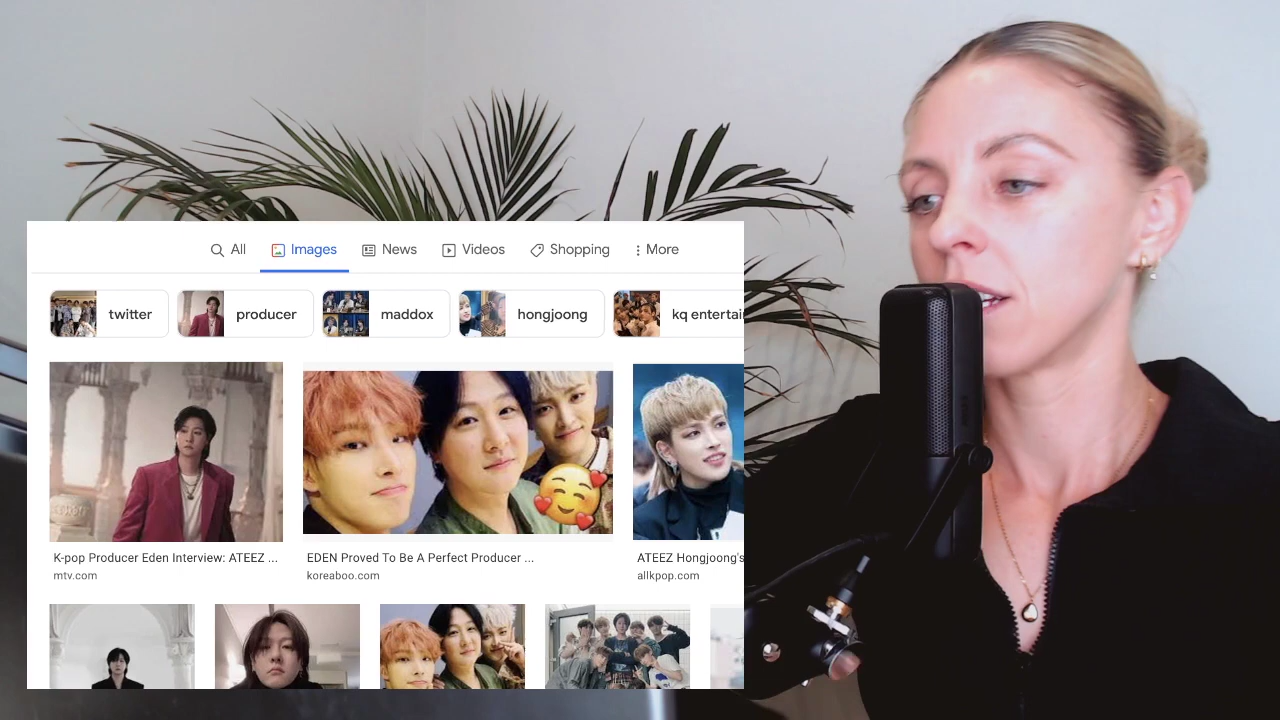 All Images News Videos Shopping More
twitter producer maddox hongjoong kq entertai
K-pop Producer Eden Interview: ATEEZ ... EDEN Proved To Be A Perfect Producer ... ATEEZ Hongjoong's
mtv.com koreaboo.com allkpop.com